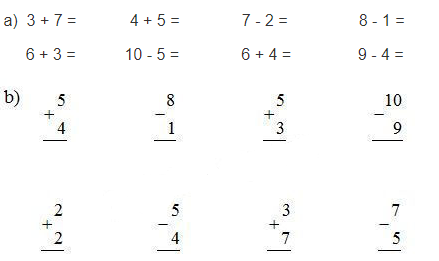 a) 3 + 7 = 4 + 5 = 7 - 2 = 8 - 1 =
6 + 3 = 10 - 5 = 6 + 4 = 9 - 4 =
b) 5 8 5 10
+ - + -
4 1 3 9
2 5 3 7
+ - + -
2 4 7 5